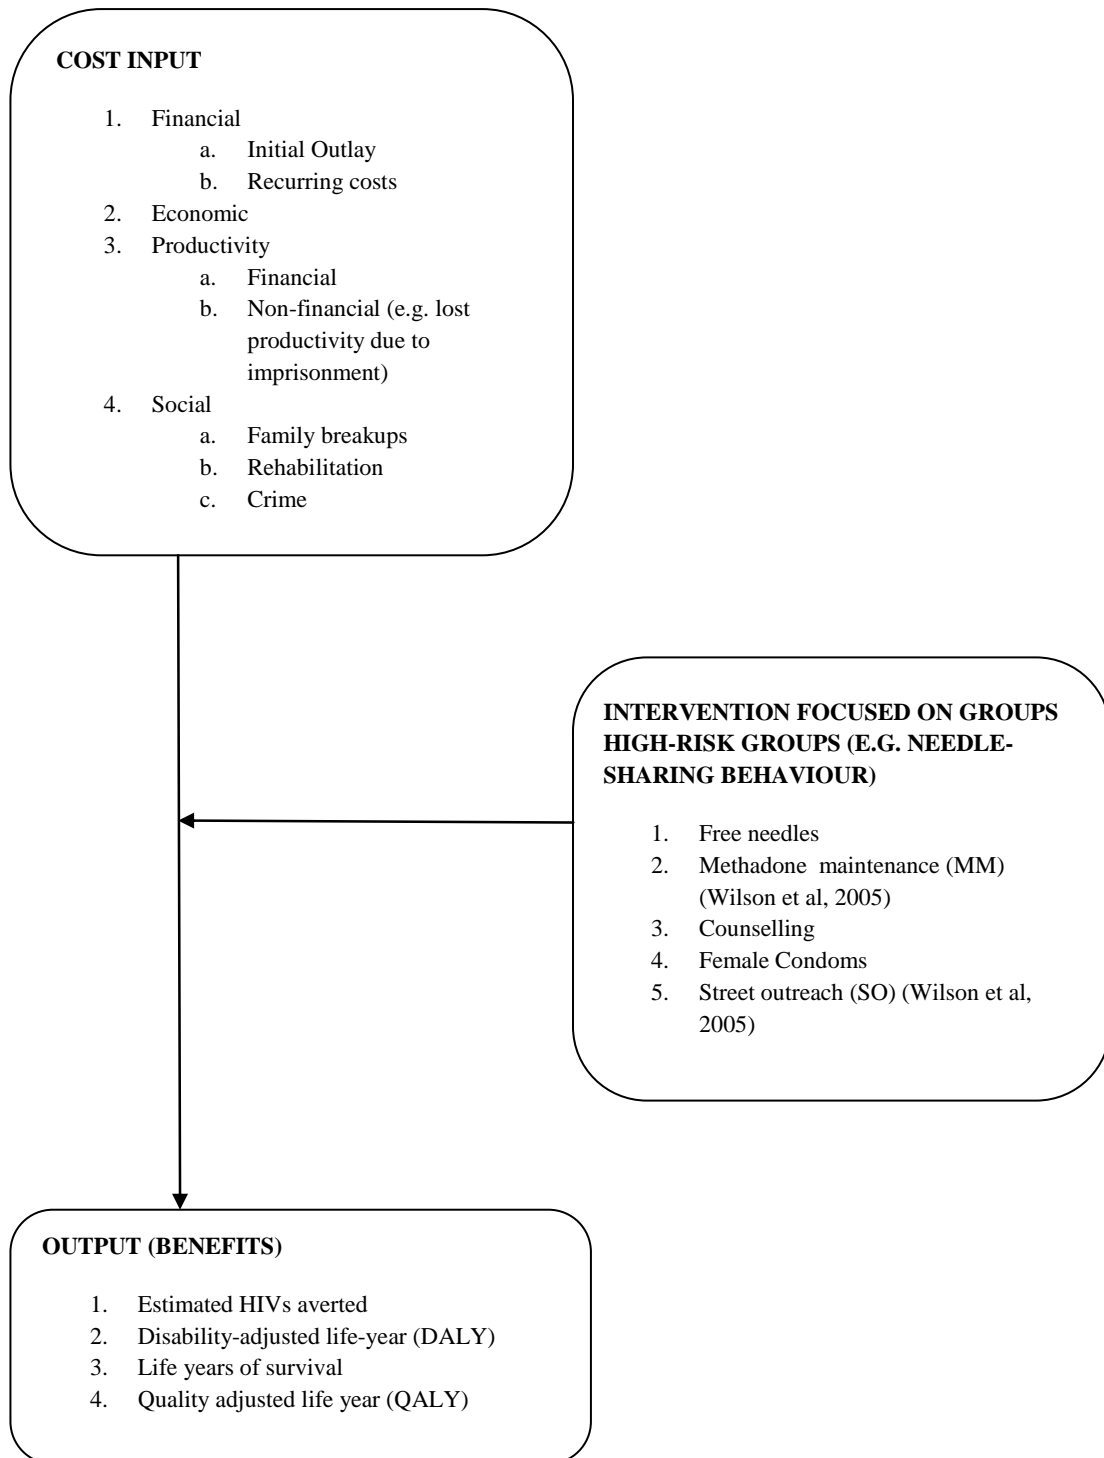 COST INPUT
1. Financial
a. Initial Outlay
b. Recurring costs
2. Economic
3. Productivity
a. Financial
b. Non-financial (e.g. lost
productivity due to
imprisonment)
4. Social
a. Family breakups
b. Rehabilitation
c. Crime
INTERVENTION FOCUSED ON GROUPS
HIGH-RISK GROUPS (E.G. NEEDLE-
SHARING BEHAVIOUR)
1. Free needles
2. Methadone maintenance (MM)
(Wilson et al, 2005)
3. Counselling
4. Female Condoms
5. Street outreach (SO) (Wilson et al,
2005)
OUTPUT (BENEFITS)
1. Estimated HIVs averted
2. Disability-adjusted life-year (DALY)
3. Life years of survival
4. Quality adjusted life year (QALY)